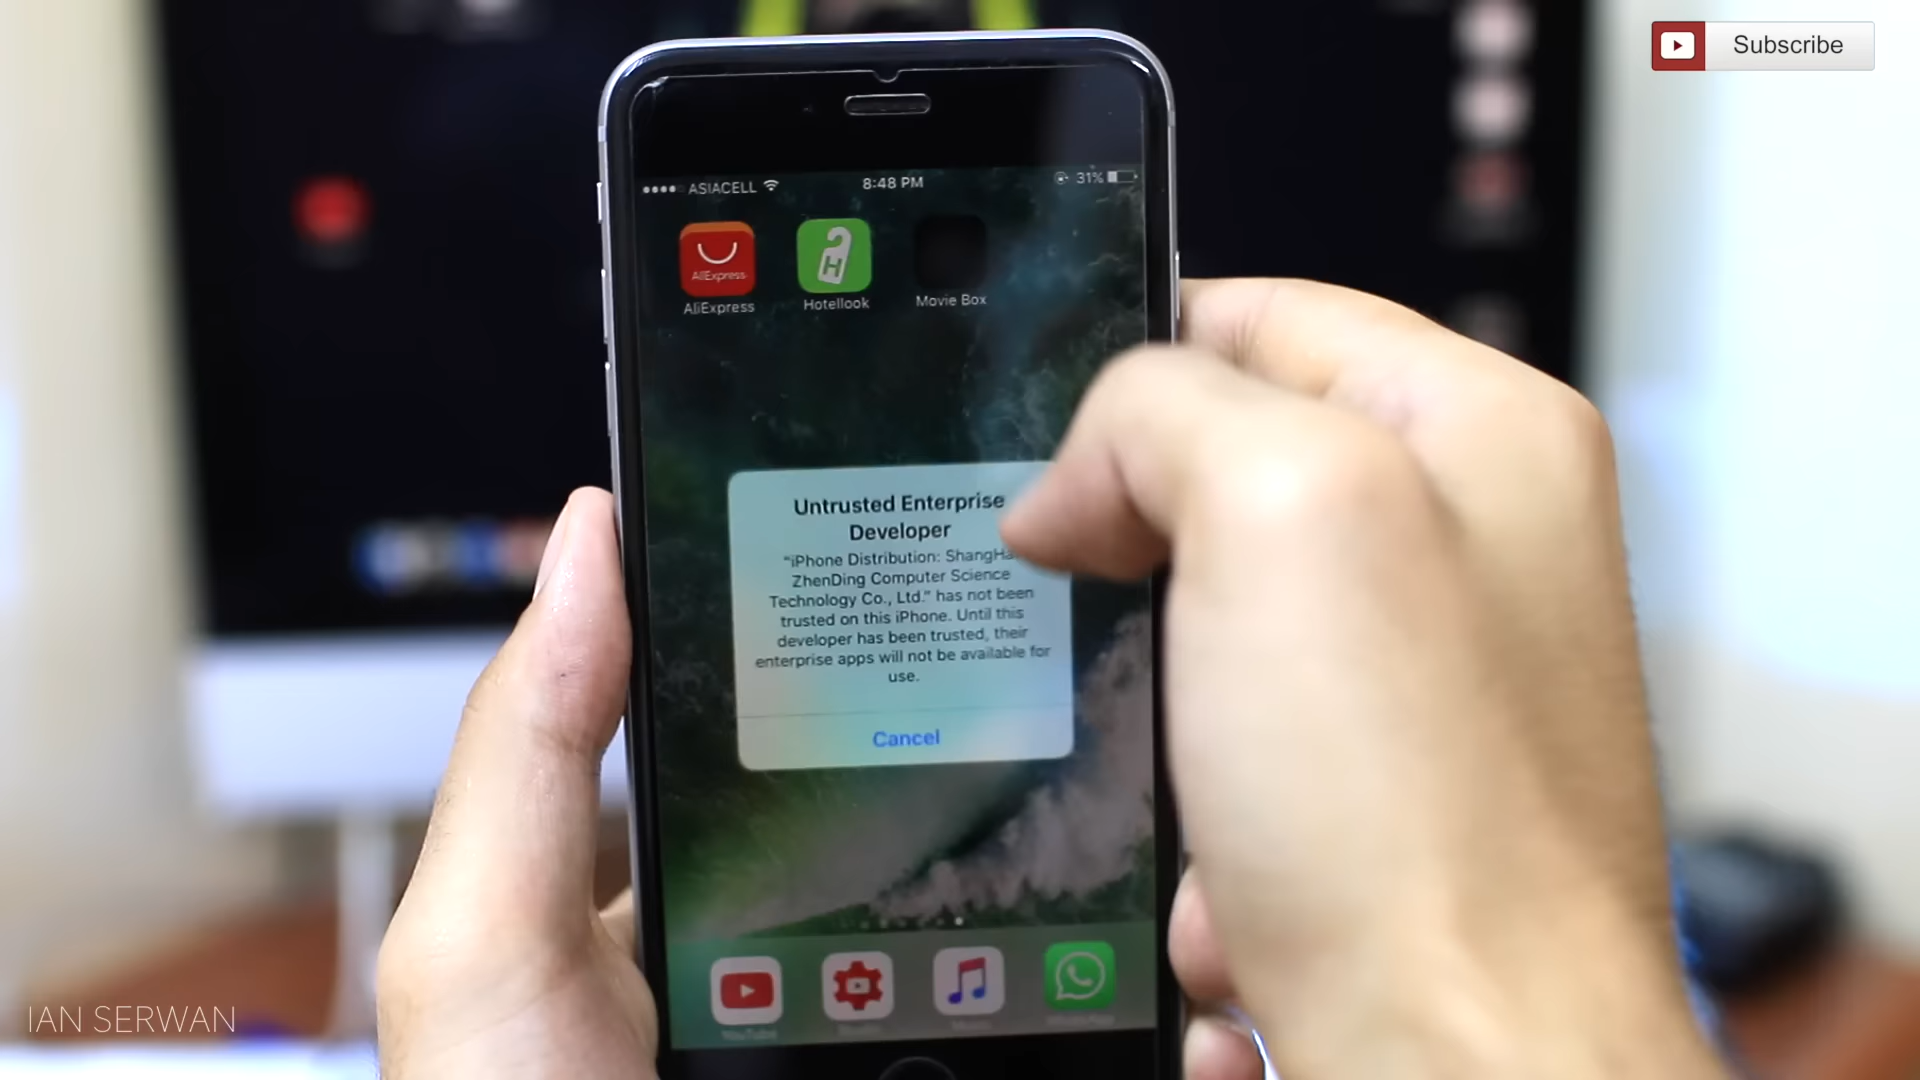 Subscribe
ASIACELL
8:48 PM
31%
AliExpress
AliExpress
H
Hotellook
Movie Box
Untrusted Enterprise
Developer
"iPhone Distribution:
ZhenDing Computer Science
Technology Co., Ltd." has not been
trusted on this iPhone. Until this
developer has been trusted, their
enterprise apps will not be available for
use.
Cancel
YouTube
IAN SERWAN